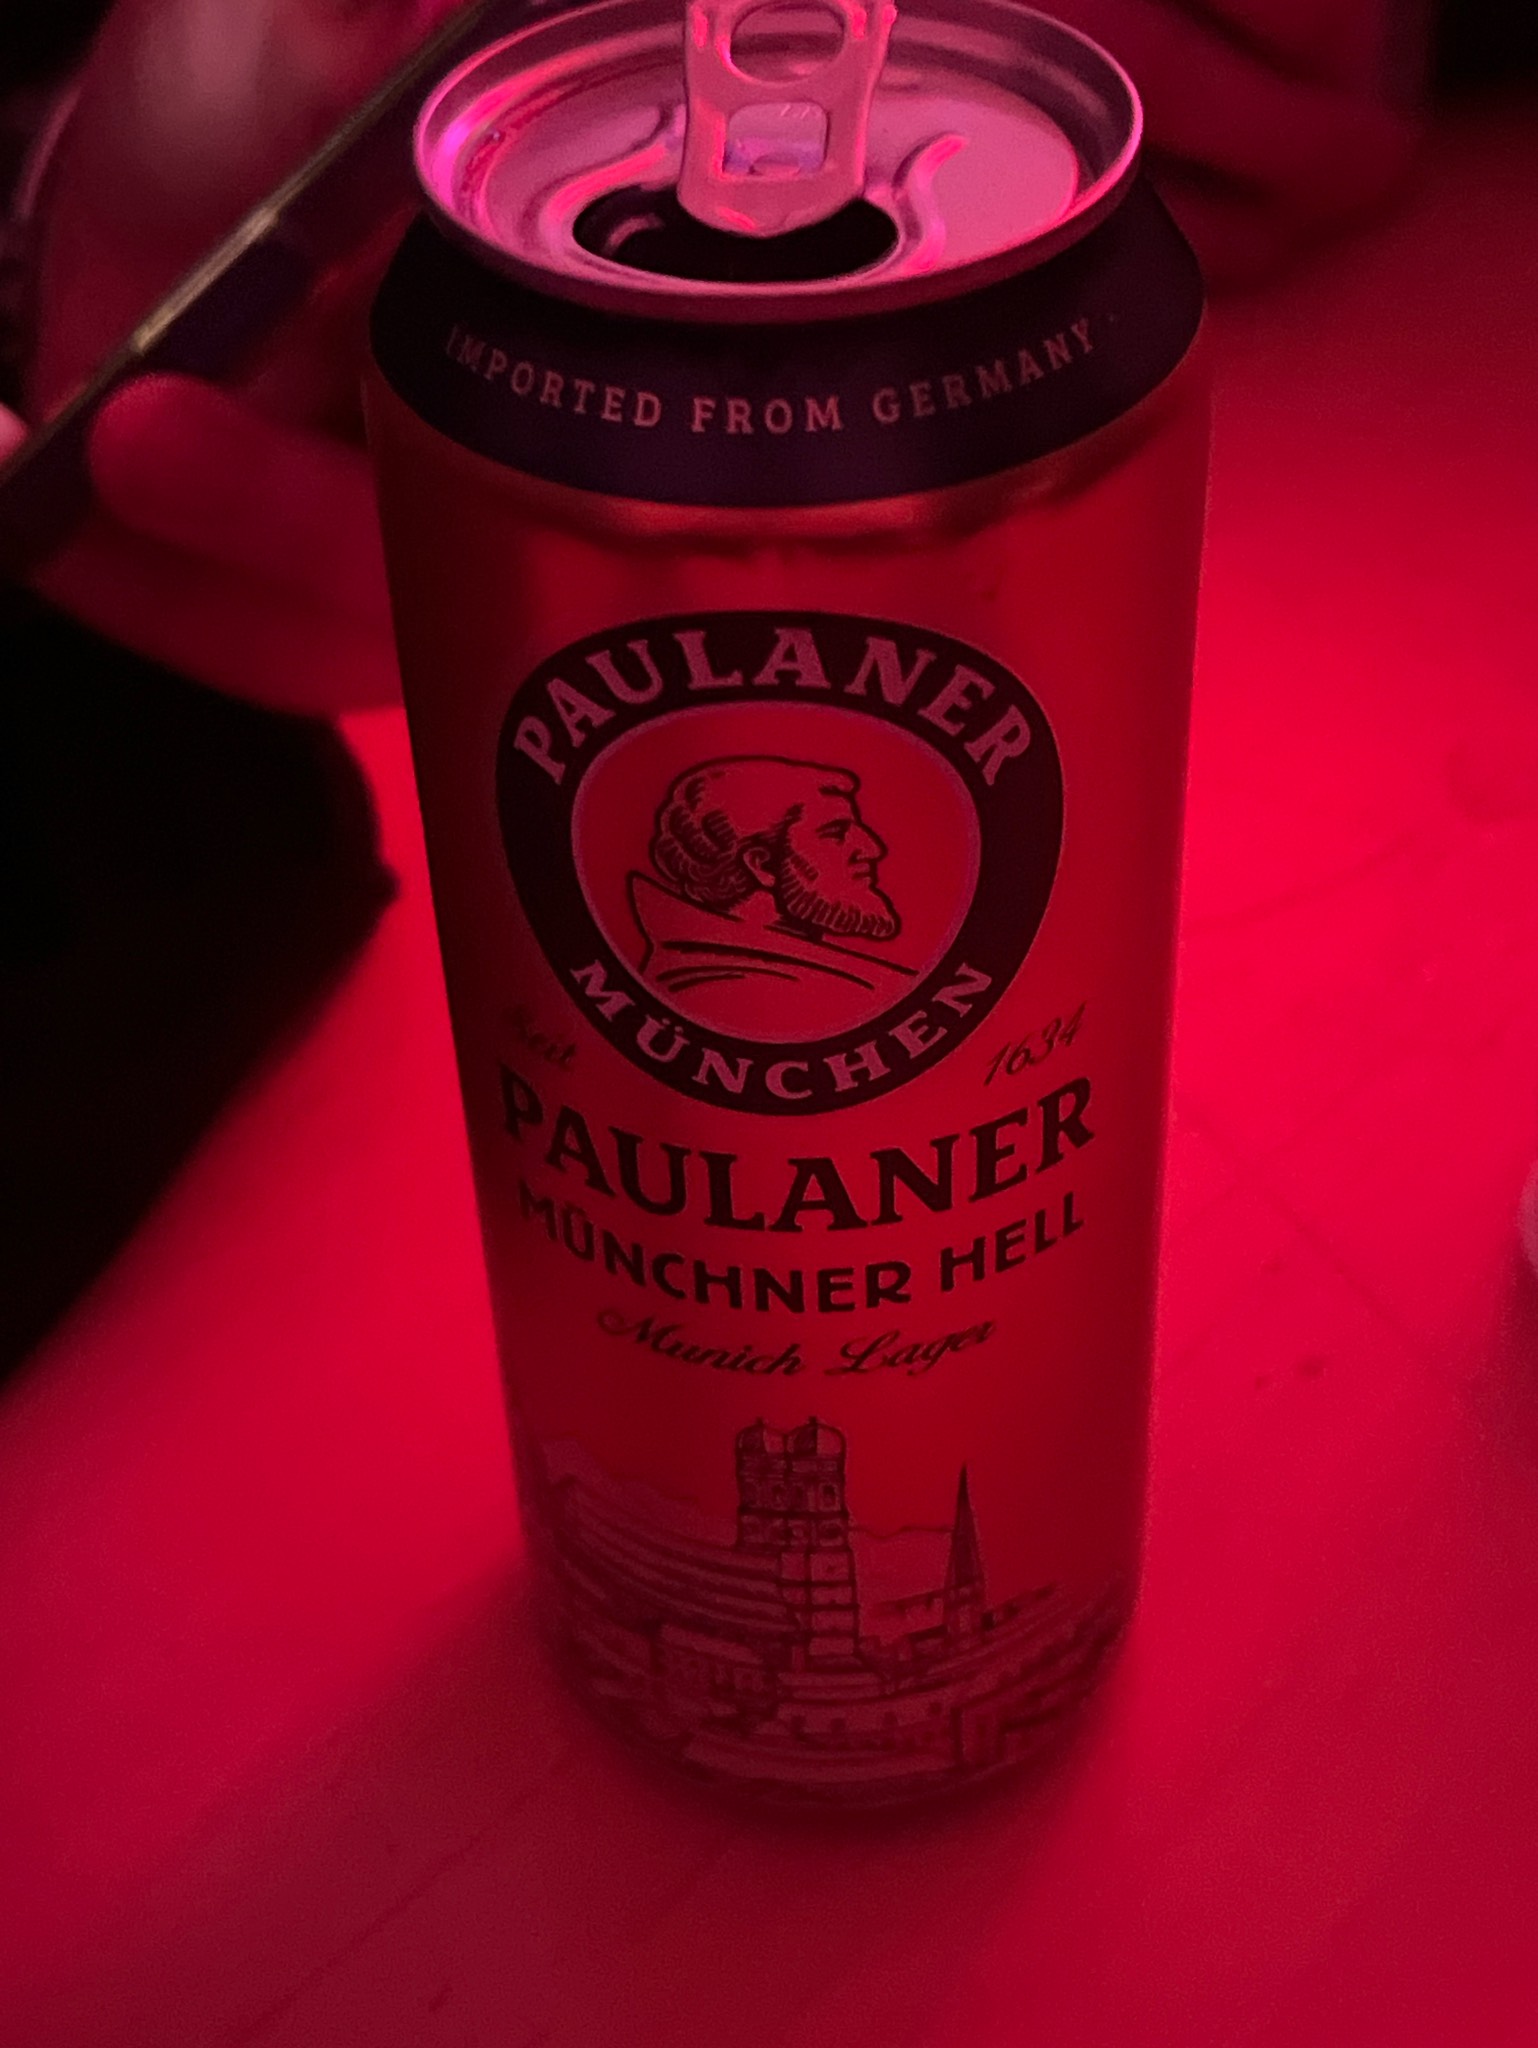 IMPORTED FROM GERMANY
PAULANER
MÜNCHEN
Seit 1634
PAULANER
MÜNCHNER HELL
Munich Lager